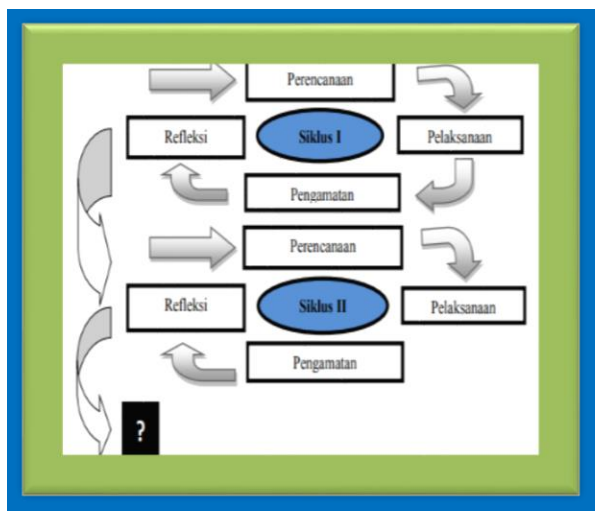 Perencanaan
Refleksi
Siklus I
Pelaksanaan
Pengamatan
Perencanaan
Refleksi
Siklus II
Pelaksanaan
Pengamatan
?